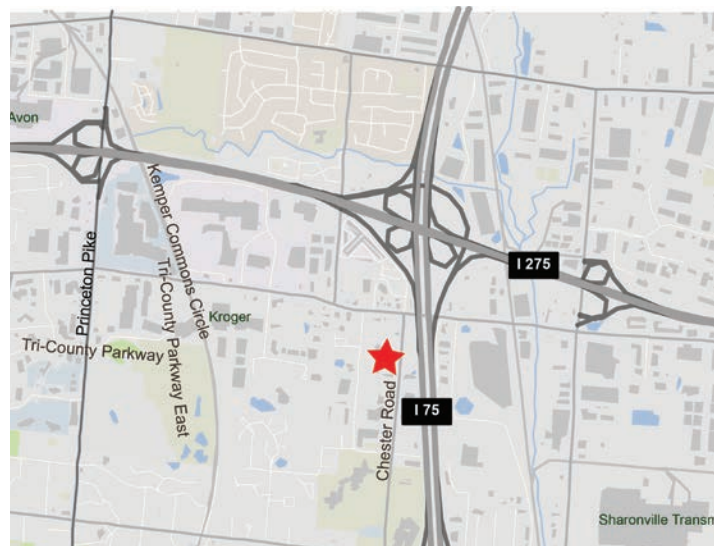 Avon
Kemper Commons Circle
Princeton Pike
I 275
Tri-County Parkway East
Kroger
Tri-County Parkway
I 75
Chester Road
Sharonville Transm